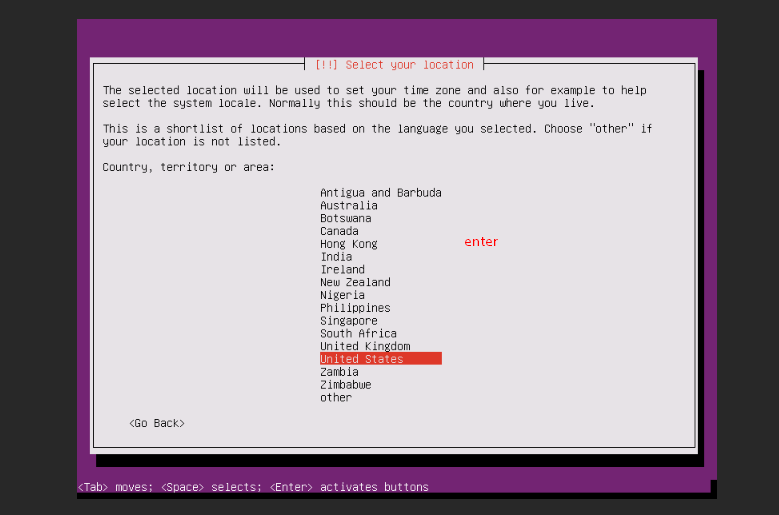 [!!] Select your location
The selected location will be used to set your time zone and also for example to help
select the system locale. Normally this should be the country where you live.
This is a shortlist of locations based on the language you selected. Choose "other" if
your location is not listed.
Country, territory or area:
Antigua and Barbuda
Australia
Botswana
Canada
Hong Kong enter
India
Ireland
New Zealand
Nigeria
Philippines
Singapore
South Africa
United Kingdom
United States
Zambia
Zimbabwe
other
<Go Back>
<Tab> moves; <Space> selects; <Enter> activates buttons